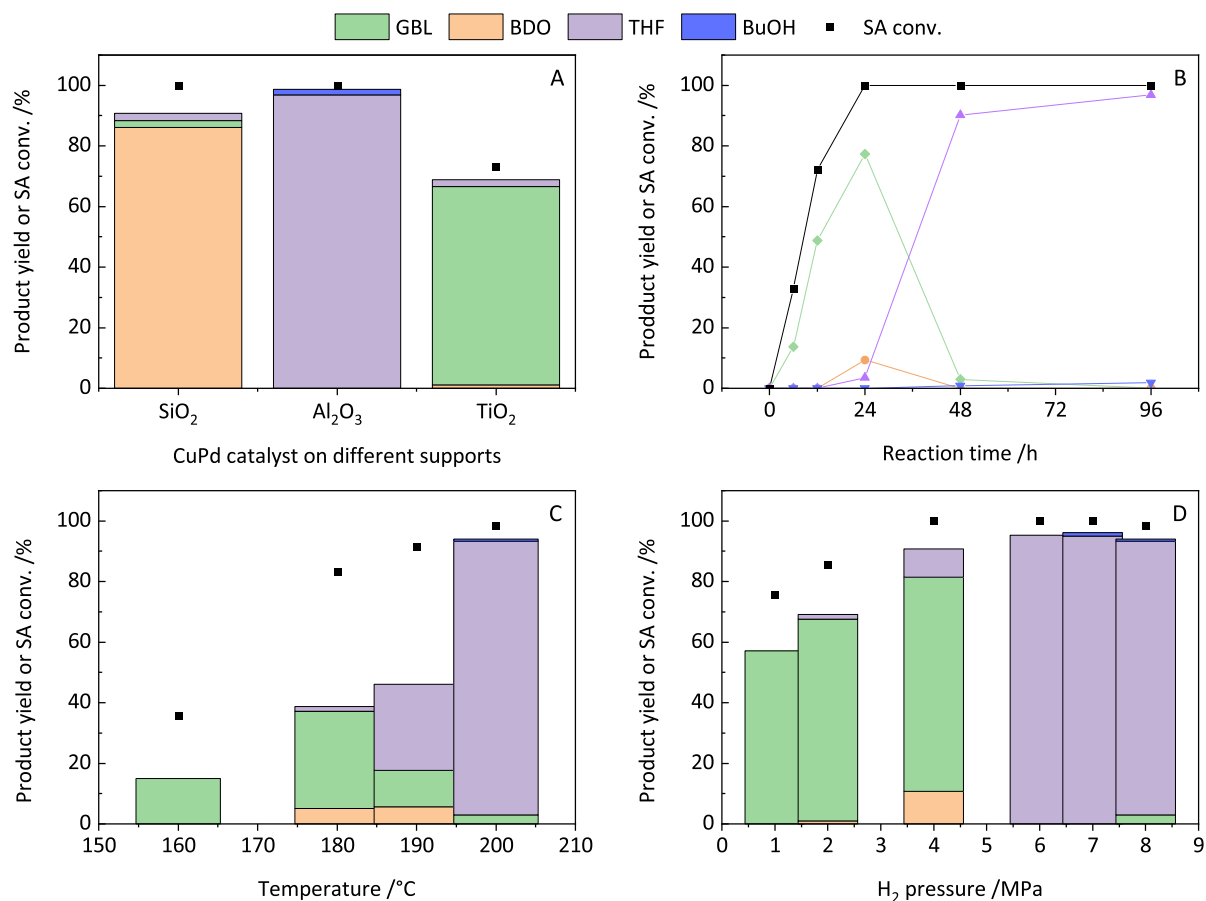 GBL BDO THF BuOH SA conv.
A
Product yield or SA conv. /%
100
80
60
40
20
0
SiO₂ Al₂O₃ TiO₂
CuPd catalyst on different supports
B
Prodduct yield or SA conv. /%
100
80
60
40
20
0
0 24 48 72 96
Reaction time /h
C
Product yield or SA conv. /%
100
80
60
40
20
0
150 160 170 180 190 200 210
Temperature /°C
D
Product yield or SA conv. /%
100
80
60
40
20
0
0 1 2 3 4 5 6 7 8 9
H₂ pressure /MPa